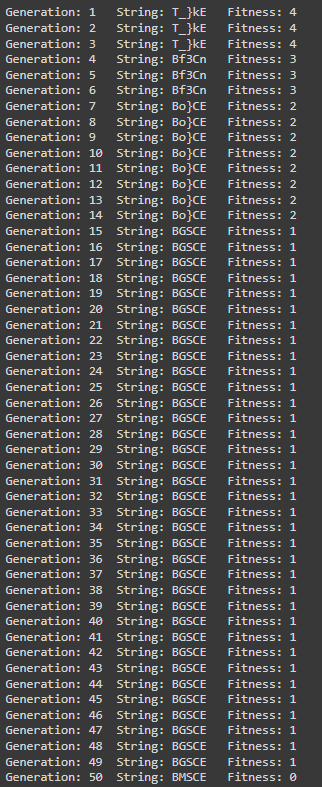 Generation: 1 String: T_}kE Fitness: 4
Generation: 2 String: T_}kE Fitness: 4
Generation: 3 String: T_}kE Fitness: 4
Generation: 4 String: Bf3Cn Fitness: 3
Generation: 5 String: Bf3Cn Fitness: 3
Generation: 6 String: Bf3Cn Fitness: 3
Generation: 7 String: Bo}CE Fitness: 2
Generation: 8 String: Bo}CE Fitness: 2
Generation: 9 String: Bo}CE Fitness: 2
Generation: 10 String: Bo}CE Fitness: 2
Generation: 11 String: Bo}CE Fitness: 2
Generation: 12 String: Bo}CE Fitness: 2
Generation: 13 String: Bo}CE Fitness: 2
Generation: 14 String: Bo}CE Fitness: 2
Generation: 15 String: BGSCE Fitness: 1
Generation: 16 String: BGSCE Fitness: 1
Generation: 17 String: BGSCE Fitness: 1
Generation: 18 String: BGSCE Fitness: 1
Generation: 19 String: BGSCE Fitness: 1
Generation: 20 String: BGSCE Fitness: 1
Generation: 21 String: BGSCE Fitness: 1
Generation: 22 String: BGSCE Fitness: 1
Generation: 23 String: BGSCE Fitness: 1
Generation: 24 String: BGSCE Fitness: 1
Generation: 25 String: BGSCE Fitness: 1
Generation: 26 String: BGSCE Fitness: 1
Generation: 27 String: BGSCE Fitness: 1
Generation: 28 String: BGSCE Fitness: 1
Generation: 29 String: BGSCE Fitness: 1
Generation: 30 String: BGSCE Fitness: 1
Generation: 31 String: BGSCE Fitness: 1
Generation: 32 String: BGSCE Fitness: 1
Generation: 33 String: BGSCE Fitness: 1
Generation: 34 String: BGSCE Fitness: 1
Generation: 35 String: BGSCE Fitness: 1
Generation: 36 String: BGSCE Fitness: 1
Generation: 37 String: BGSCE Fitness: 1
Generation: 38 String: BGSCE Fitness: 1
Generation: 39 String: BGSCE Fitness: 1
Generation: 40 String: BGSCE Fitness: 1
Generation: 41 String: BGSCE Fitness: 1
Generation: 42 String: BGSCE Fitness: 1
Generation: 43 String: BGSCE Fitness: 1
Generation: 44 String: BGSCE Fitness: 1
Generation: 45 String: BGSCE Fitness: 1
Generation: 46 String: BGSCE Fitness: 1
Generation: 47 String: BGSCE Fitness: 1
Generation: 48 String: BGSCE Fitness: 1
Generation: 49 String: BGSCE Fitness: 1
Generation: 50 String: BMSCE Fitness: 0